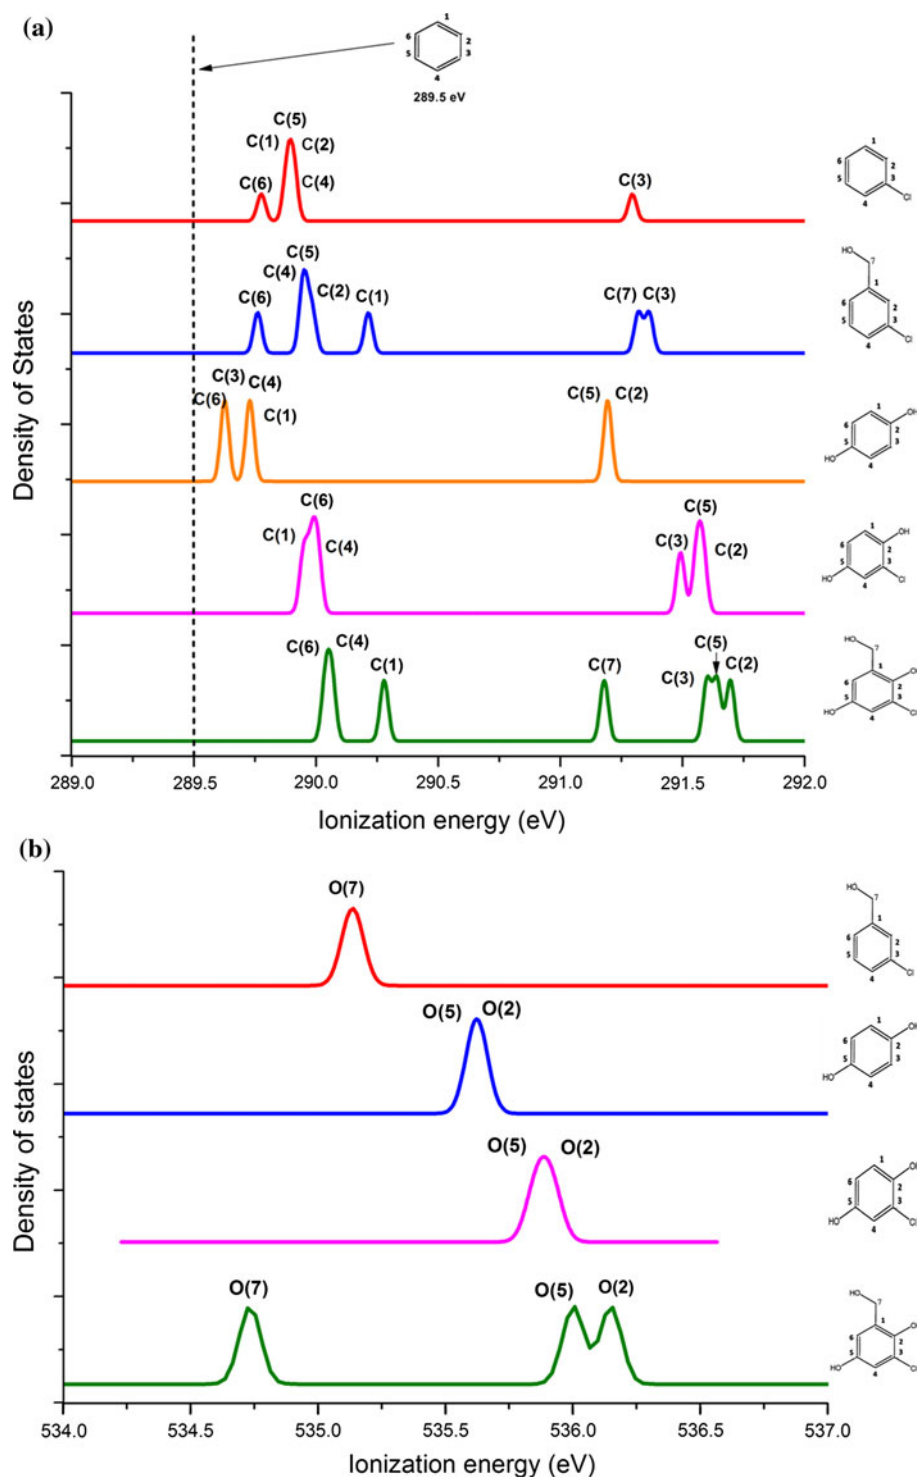 (a)
1
6 2
5 3
4
289.5 eV
C(5)
C(1) C(2)
C(6) C(4) C(3)
1
6 2
5 3
4 Cl
C(5)
C(4)
C(6) C(2) C(1) C(7) C(3)
HO 7
1
6 2
5 3
4 Cl
C(3) C(4)
C(6) C(1) C(5) C(2)
1 OH
6 2
5 3
HO 4
C(6)
C(1) C(4)
C(5)
C(3) C(2)
1 OH
6 2
5 3
HO 4 Cl
C(6) C(4) C(1) C(7) C(5)
C(3) C(2)
HO 7
1
6 2
5 3
HO 4
Density of States
289.0 289.5 290.0 290.5 291.0 291.5 292.0
Ionization energy (eV)
(b)
O(7)
HO 7
1
6 2
5 3
4 Cl
O(5) O(2)
1
6 2
5 3
HO 4
O(5) O(2)
1
6 2
5 3
HO 4
O(7) O(5) O(2)
HO 7
1
6 2
5 3
HO 4
Density of states
534.0 534.5 535.0 535.5 536.0 536.5 537.0
Ionization energy (eV)